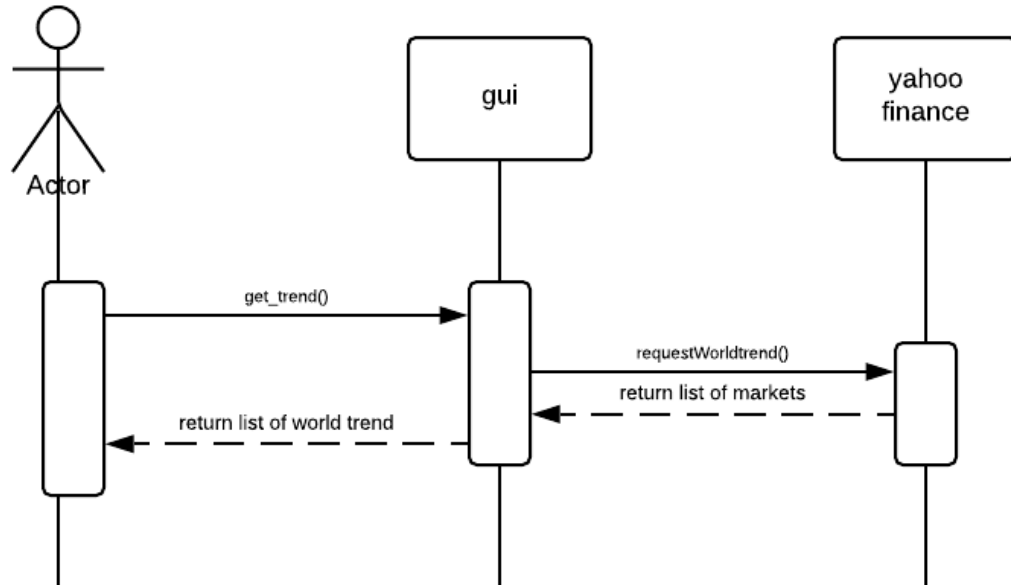 gui
yahoo
finance
Actor
get_trend()
requestWorldtrend()
return list of markets
return list of world trend